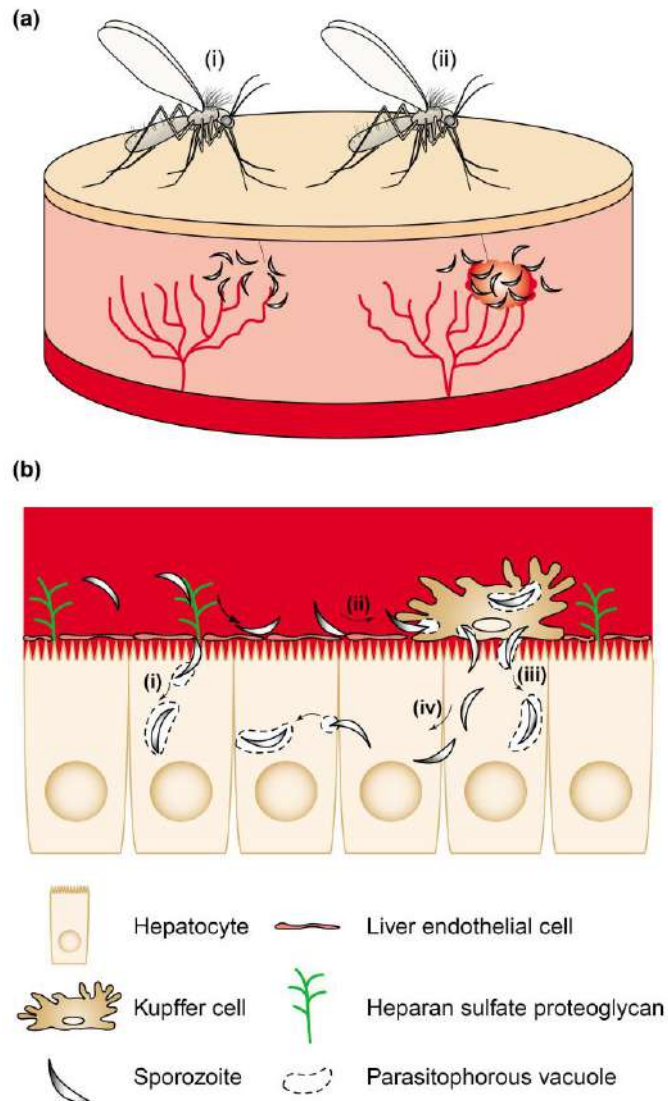 (a)
(i) (ii)
(b)
(ii)
(i) (iii)
(iv)
Hepatocyte Liver endothelial cell
Kupffer cell Heparan sulfate proteoglycan
Sporozoite Parasitophorous vacuole